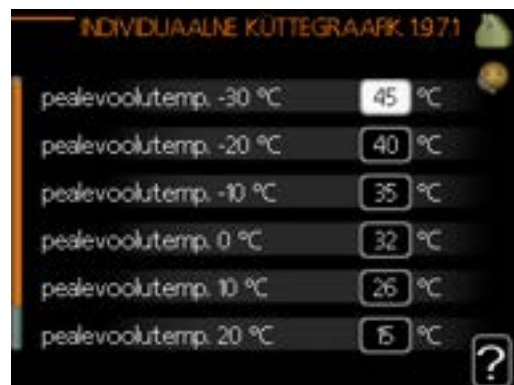 INDIVIDUAALNE KÜTTEGRAAFIK 1.9.7.1
pealevoolutemp. -30 °C 45 °C
pealevoolutemp. -20 °C 40 °C
pealevoolutemp. -10 °C 35 °C
pealevoolutemp. 0 °C 32 °C
pealevoolutemp. 10 °C 26 °C
pealevoolutemp. 20 °C 15 °C
?